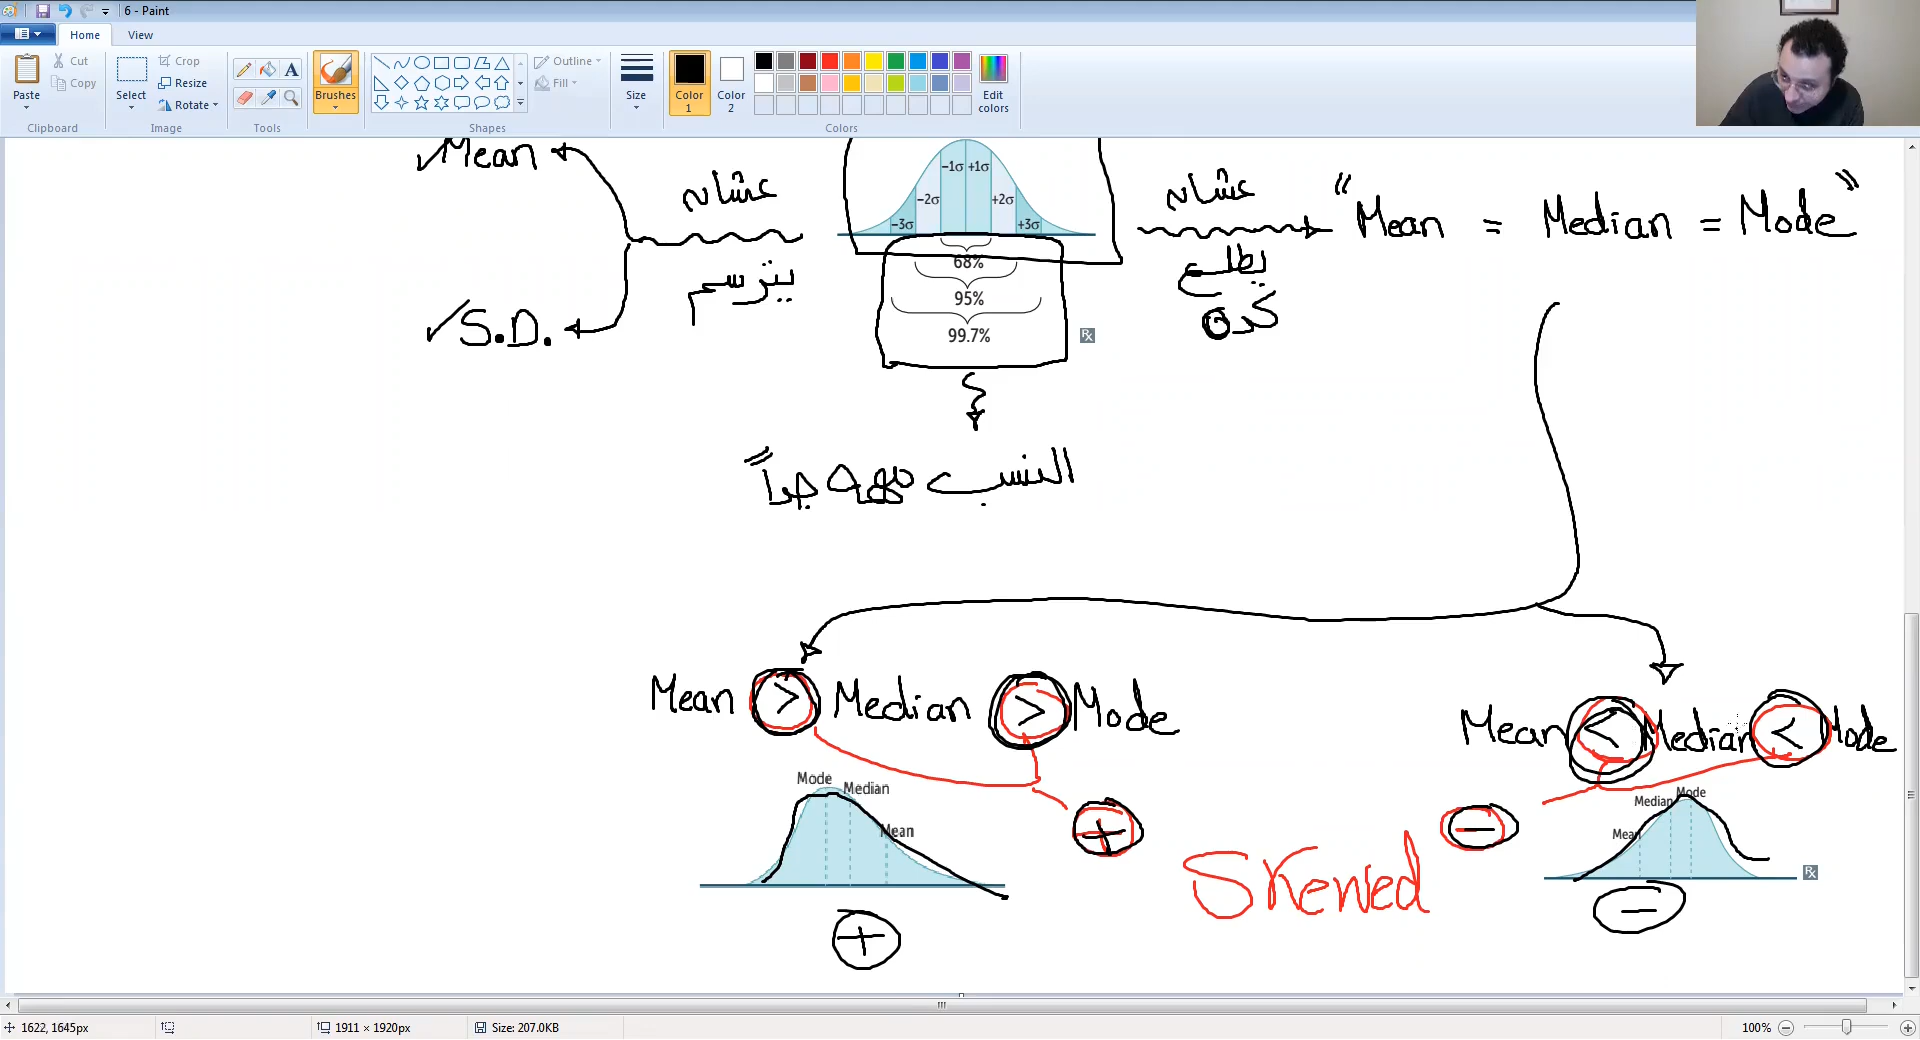 6 - Paint
Home View
Paste Cut Copy Select Crop Resize Rotate Brushes Outline Fill Size Color 1 Color 2 Edit colors
Clipboard Image Tools Shapes Colors
✓Mean
✓S.D.
عشان
يترسم
-3σ -2σ -1σ +1σ +2σ +3σ
68%
95%
99.7%
Rx
عشان
يطلع
كده
"Mean = Median = Mode"
النسب مهمة جداً
Mean > Median > Mode
Mode
Median
Mean
+
+
Skewed
Mean < Median < Mode
-
Mode
Median
Mean
Rx
-
1622, 1645px 1911 × 1920px Size: 207.0KB 100%